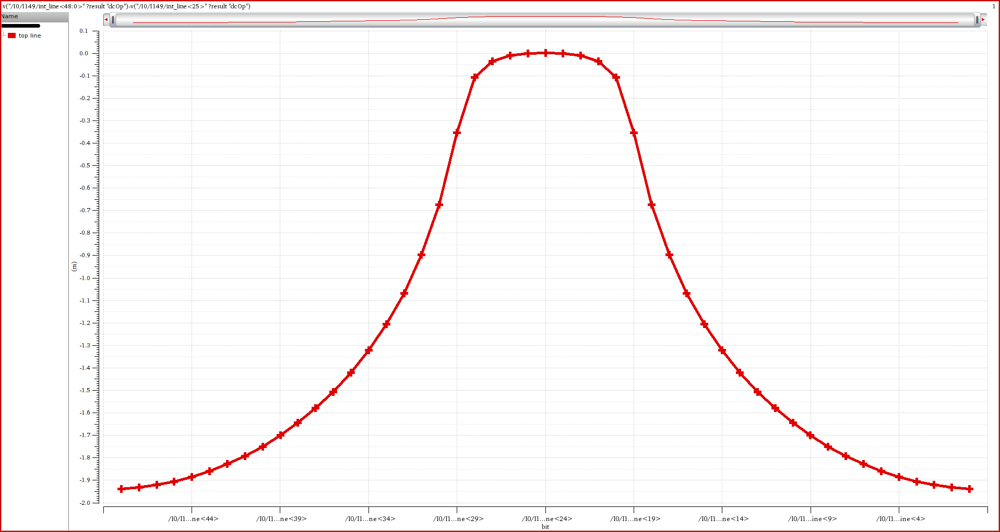 v("/I0/I149/int_line<48:0>" ?result "dcOp")-v("/I0/I149/int_line<25>" ?result "dcOp")
1
Name
top line
0.1
0.0
-0.1
-0.2
-0.3
-0.4
-0.5
-0.6
-0.7
-0.8
-0.9
-1.0
-1.1
-1.2
-1.3
-1.4
-1.5
-1.6
-1.7
-1.8
-1.9
-2.0
(m)
/I0/I1...ne<44>
/I0/I1...ne<39>
/I0/I1...ne<34>
/I0/I1...ne<29>
/I0/I1...ne<24>
/I0/I1...ne<19>
/I0/I1...ne<14>
/I0/I1...ine<9>
/I0/I1...ine<4>
bit